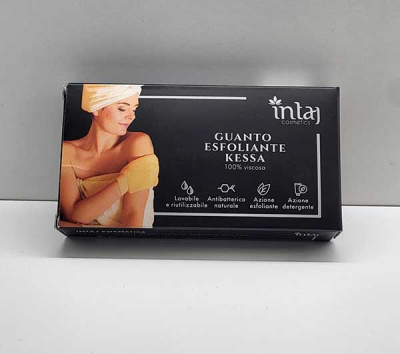 intaj
cosmetics
GUANTO
ESFOLIANTE
KESSA
100% viscosa
Lavabile
e riutilizzabile
Antibatterico
naturale
Azione
esfoliante
Azione
detergente
intaj